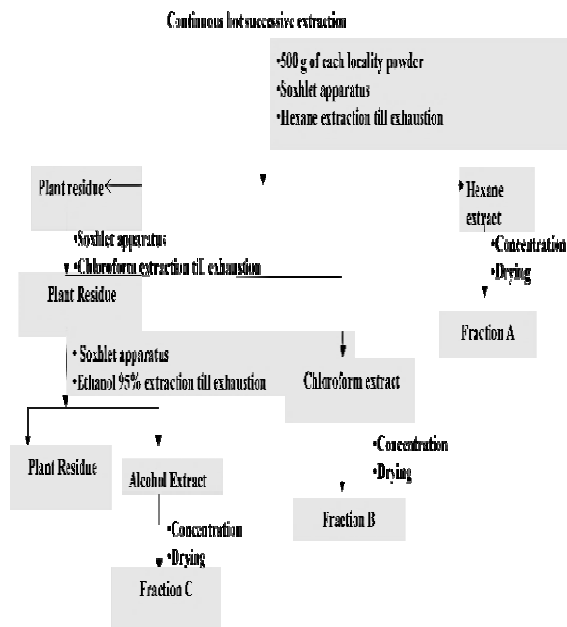 Continuous hot successive extraction
•500 g of each locality powder
•Soxhlet apparatus
•Hexane extraction till exhaustion
Plant residue
Hexane
extract
•Soxhlet apparatus
•Chloroform extraction till exhaustion
•Concentration
•Drying
Plant Residue
Fraction A
• Soxhlet apparatus
•Ethanol 95% extraction till exhaustion
Chloroform extract
•Concentration
•Drying
Plant Residue
Alcohol Extract
Fraction B
•Concentration
•Drying
Fraction C